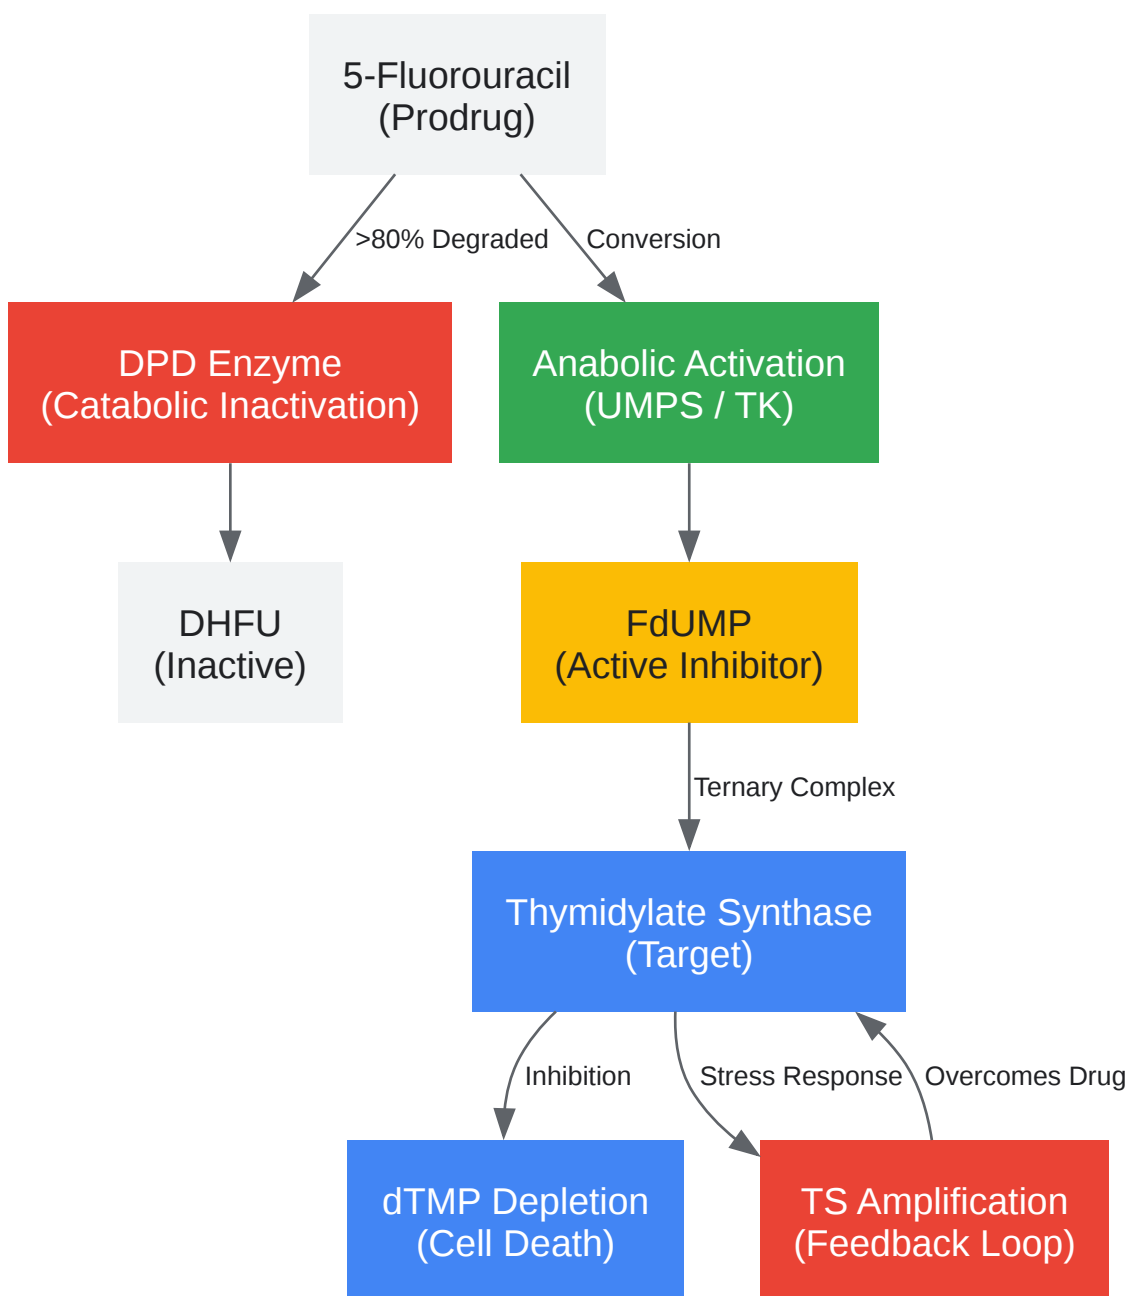 5-Fluorouracil
(Prodrug)
>80% Degraded
Conversion
DPD Enzyme
(Catabolic Inactivation)
Anabolic Activation
(UMPS / TK)
DHFU
(Inactive)
FdUMP
(Active Inhibitor)
Ternary Complex
Thymidylate Synthase
(Target)
Inhibition
Stress Response
Overcomes Drug
dTMP Depletion
(Cell Death)
TS Amplification
(Feedback Loop)